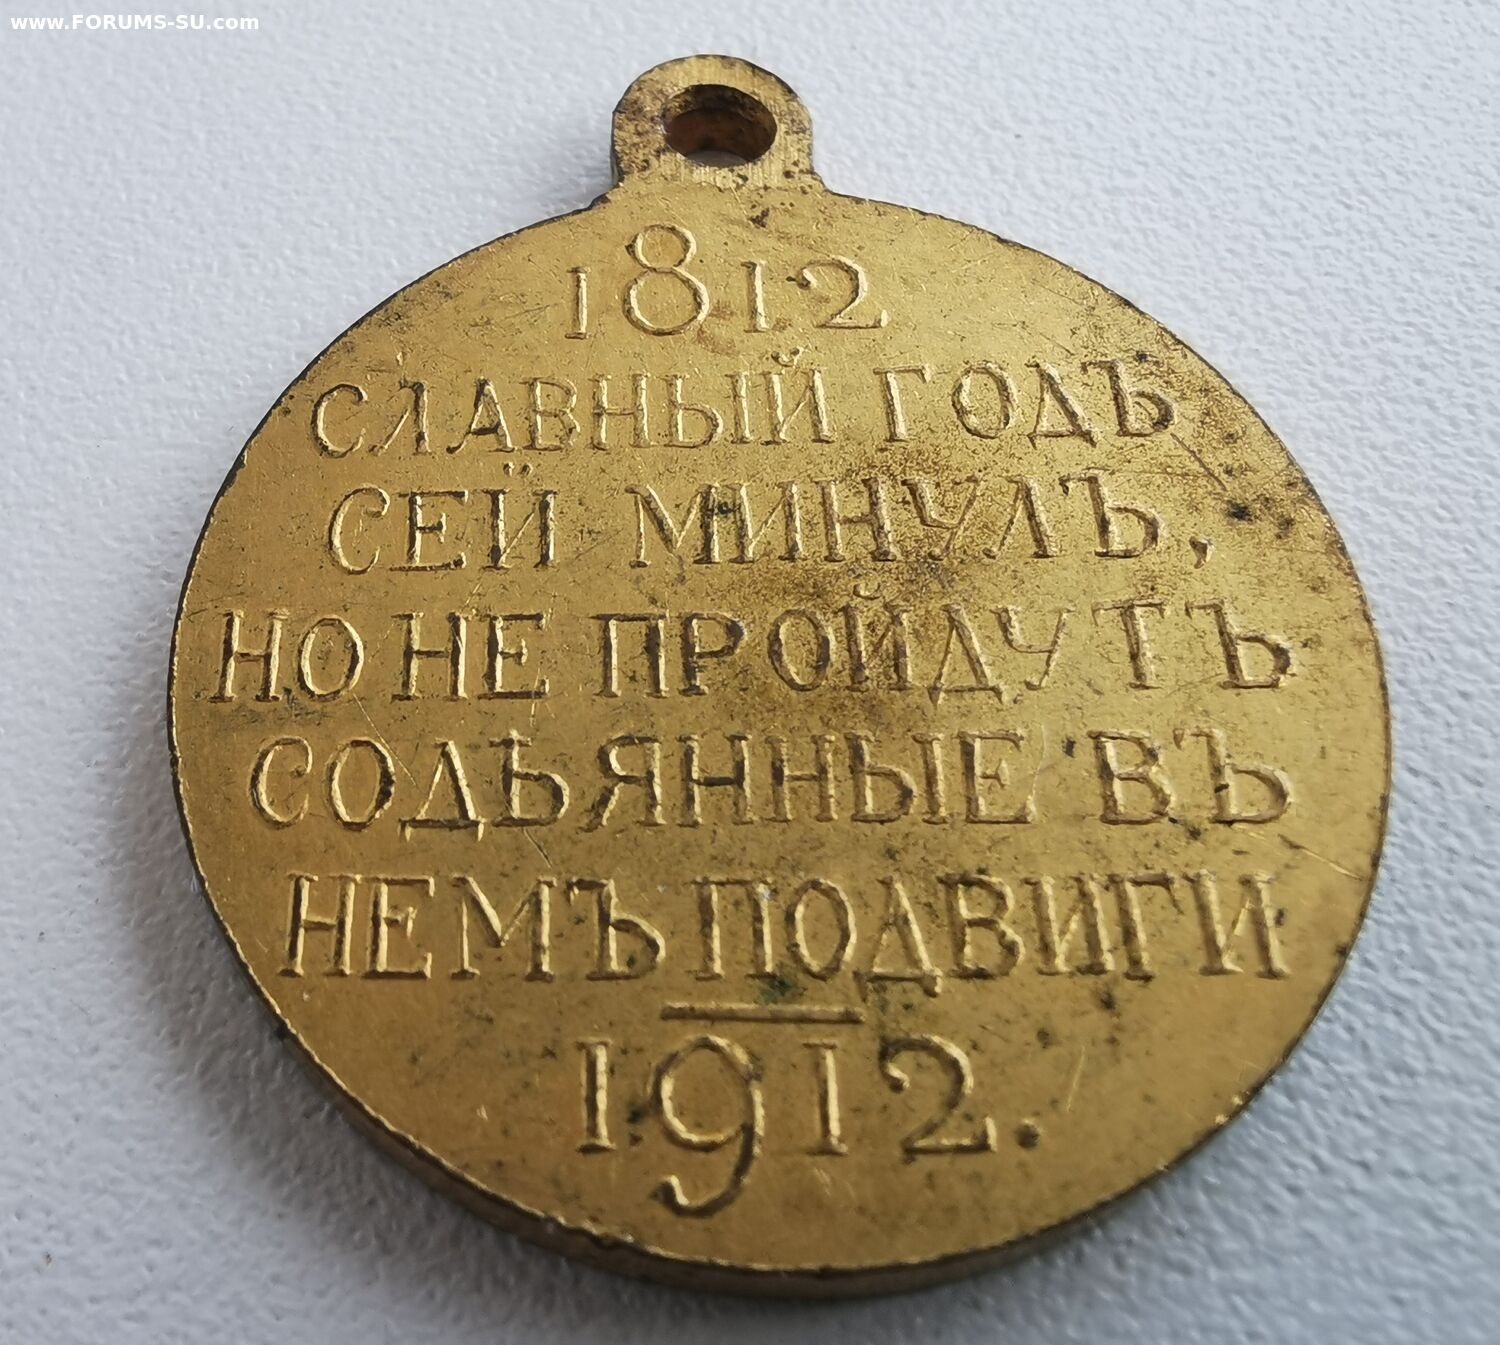 www.FORUMS-SU.com
1812
СЛАВНЫЙ ГОДЪ
СЕЙ МИНУЛЪ,
НО НЕ ПРОЙДУТЪ
СОДѢЯННЫЕ ВЪ
НЕМЪ ПОДВИГИ
1912.